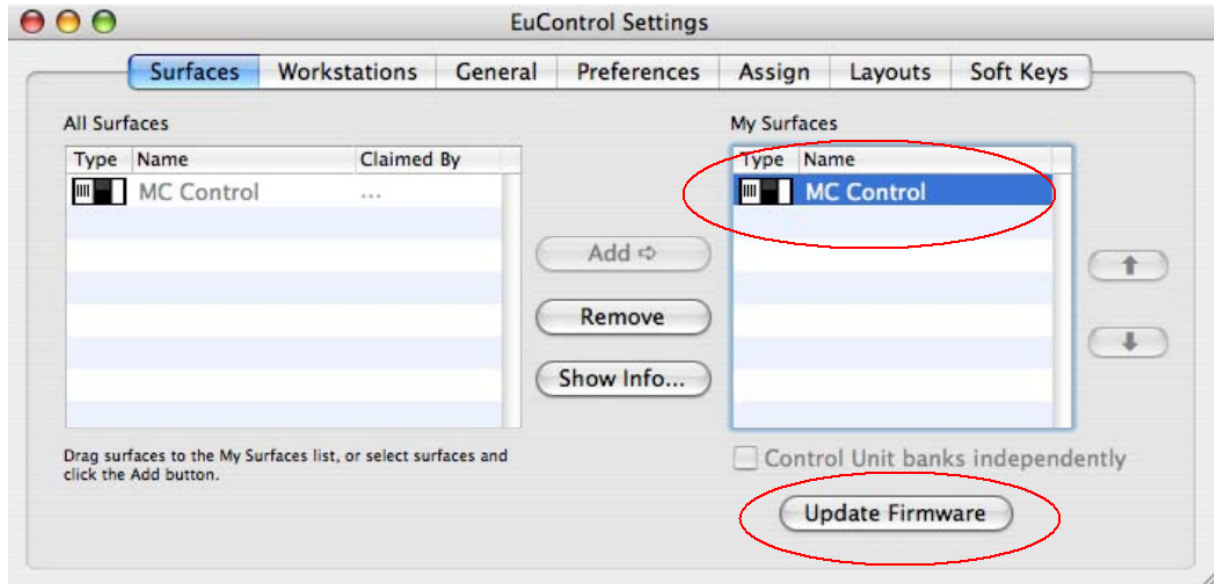 EuControl Settings
Surfaces Workstations General Preferences Assign Layouts Soft Keys
All Surfaces
Type Name Claimed By
MC Control ...
Add ⇨
Remove
Show Info...
Drag surfaces to the My Surfaces list, or select surfaces and
click the Add button.
My Surfaces
Type Name
MC Control
Control Unit banks independently
Update Firmware